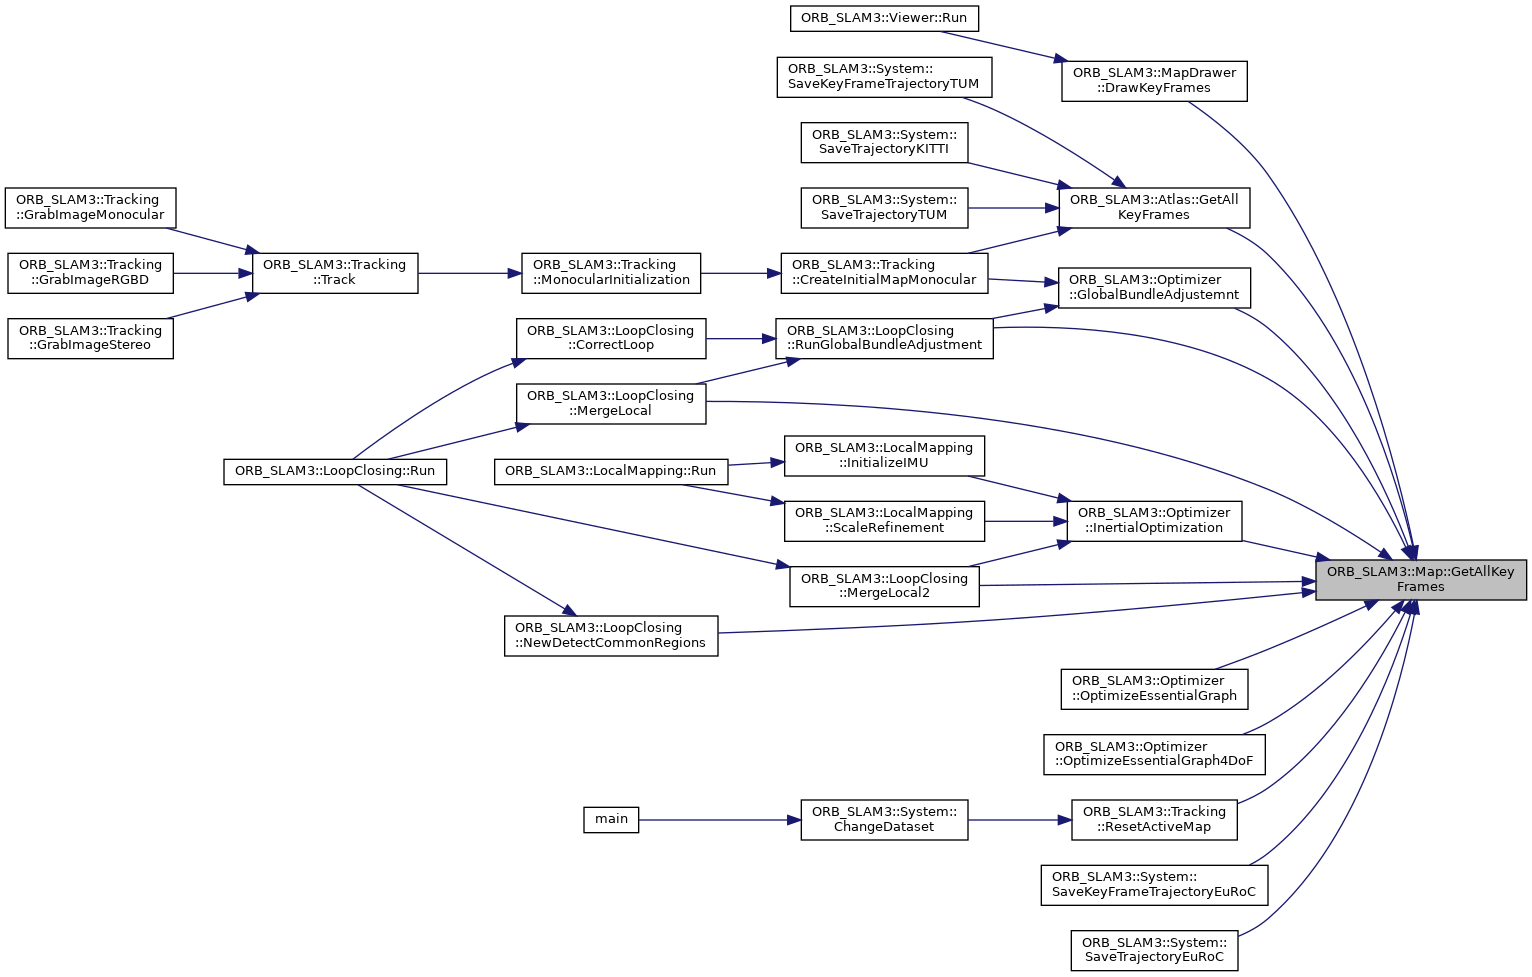 ORB_SLAM3::Viewer::Run
ORB_SLAM3::MapDrawer
::DrawKeyFrames
ORB_SLAM3::System::
SaveKeyFrameTrajectoryTUM
ORB_SLAM3::System::
SaveTrajectoryKITTI
ORB_SLAM3::System::
SaveTrajectoryTUM
ORB_SLAM3::Atlas::GetAll
KeyFrames
ORB_SLAM3::Tracking
::GrabImageMonocular
ORB_SLAM3::Tracking
::GrabImageRGBD
ORB_SLAM3::Tracking
::GrabImageStereo
ORB_SLAM3::Tracking
::Track
ORB_SLAM3::Tracking
::MonocularInitialization
ORB_SLAM3::Tracking
::CreateInitialMapMonocular
ORB_SLAM3::Optimizer
::GlobalBundleAdjustemnt
ORB_SLAM3::LoopClosing
::CorrectLoop
ORB_SLAM3::LoopClosing
::RunGlobalBundleAdjustment
ORB_SLAM3::LoopClosing
::MergeLocal
ORB_SLAM3::LoopClosing::Run
ORB_SLAM3::LocalMapping::Run
ORB_SLAM3::LocalMapping
::InitializeIMU
ORB_SLAM3::LocalMapping
::ScaleRefinement
ORB_SLAM3::Optimizer
::InertialOptimization
ORB_SLAM3::LoopClosing
::MergeLocal2
ORB_SLAM3::Map::GetAllKey
Frames
ORB_SLAM3::LoopClosing
::NewDetectCommonRegions
ORB_SLAM3::Optimizer
::OptimizeEssentialGraph
ORB_SLAM3::Optimizer
::OptimizeEssentialGraph4DoF
main
ORB_SLAM3::System::
ChangeDataset
ORB_SLAM3::Tracking
::ResetActiveMap
ORB_SLAM3::System::
SaveKeyFrameTrajectoryEuRoC
ORB_SLAM3::System::
SaveTrajectoryEuRoC